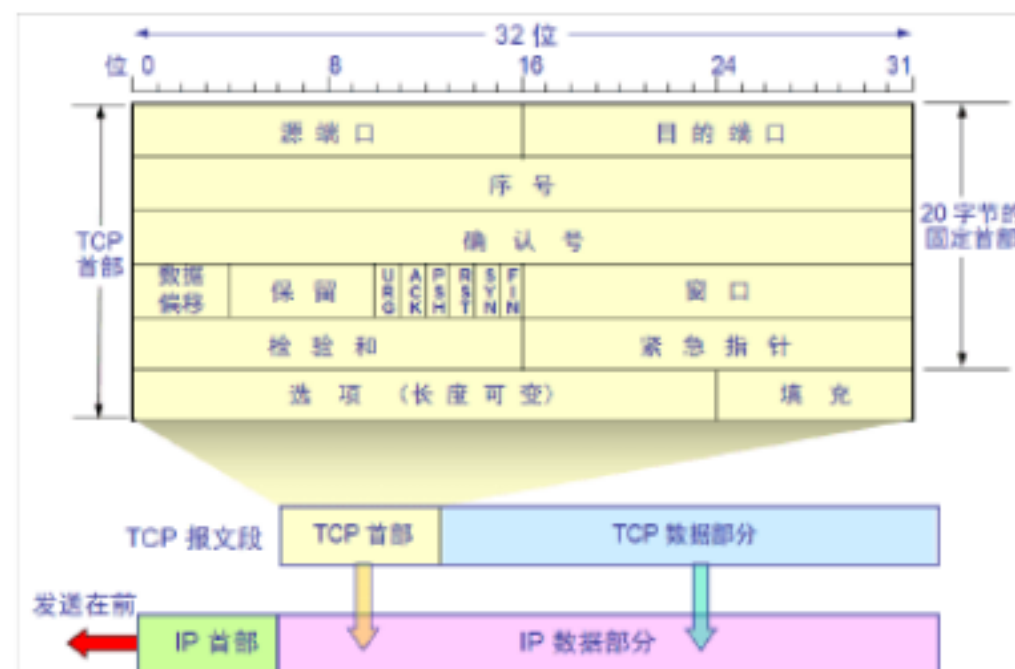 32 位
位 0 8 16 24 31
源 端 口 目 的 端 口
序 号
确 认 号
TCP
首部
20 字节的
固定首部
数据
偏移
保 留
URG
ACK
PSH
RST
SYN
FIN
窗 口
检 验 和 紧 急 指 针
选 项 (长 度 可 变) 填 充
TCP 报文段 TCP 首部 TCP 数据部分
发送在前
IP 首部 IP 数据部分